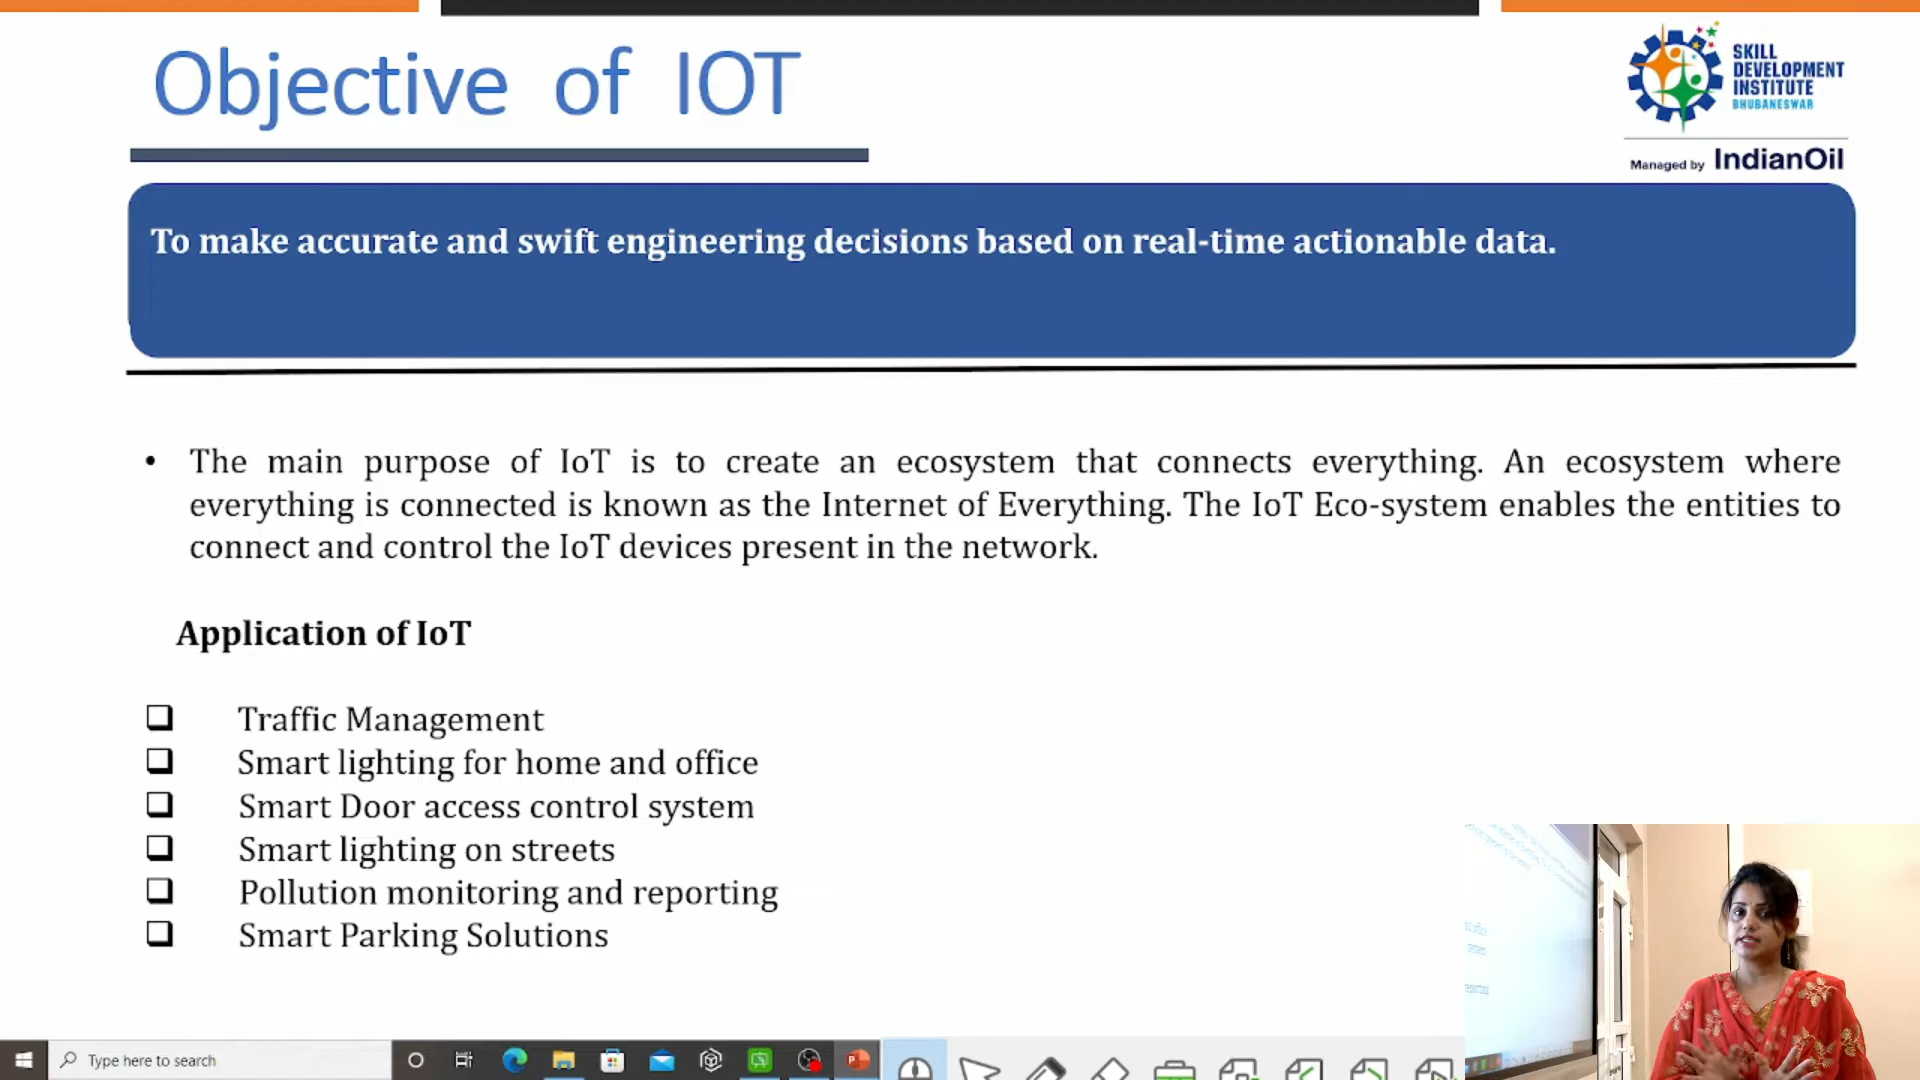 Objective of IOT
SKILL
DEVELOPMENT
INSTITUTE
BHUBANESWAR
Managed by IndianOil
To make accurate and swift engineering decisions based on real-time actionable data.
• The main purpose of IoT is to create an ecosystem that connects everything. An ecosystem where
everything is connected is known as the Internet of Everything. The IoT Eco-system enables the entities to
connect and control the IoT devices present in the network.
Application of IoT
❑ Traffic Management
❑ Smart lighting for home and office
❑ Smart Door access control system
❑ Smart lighting on streets
❑ Pollution monitoring and reporting
❑ Smart Parking Solutions
Type here to search